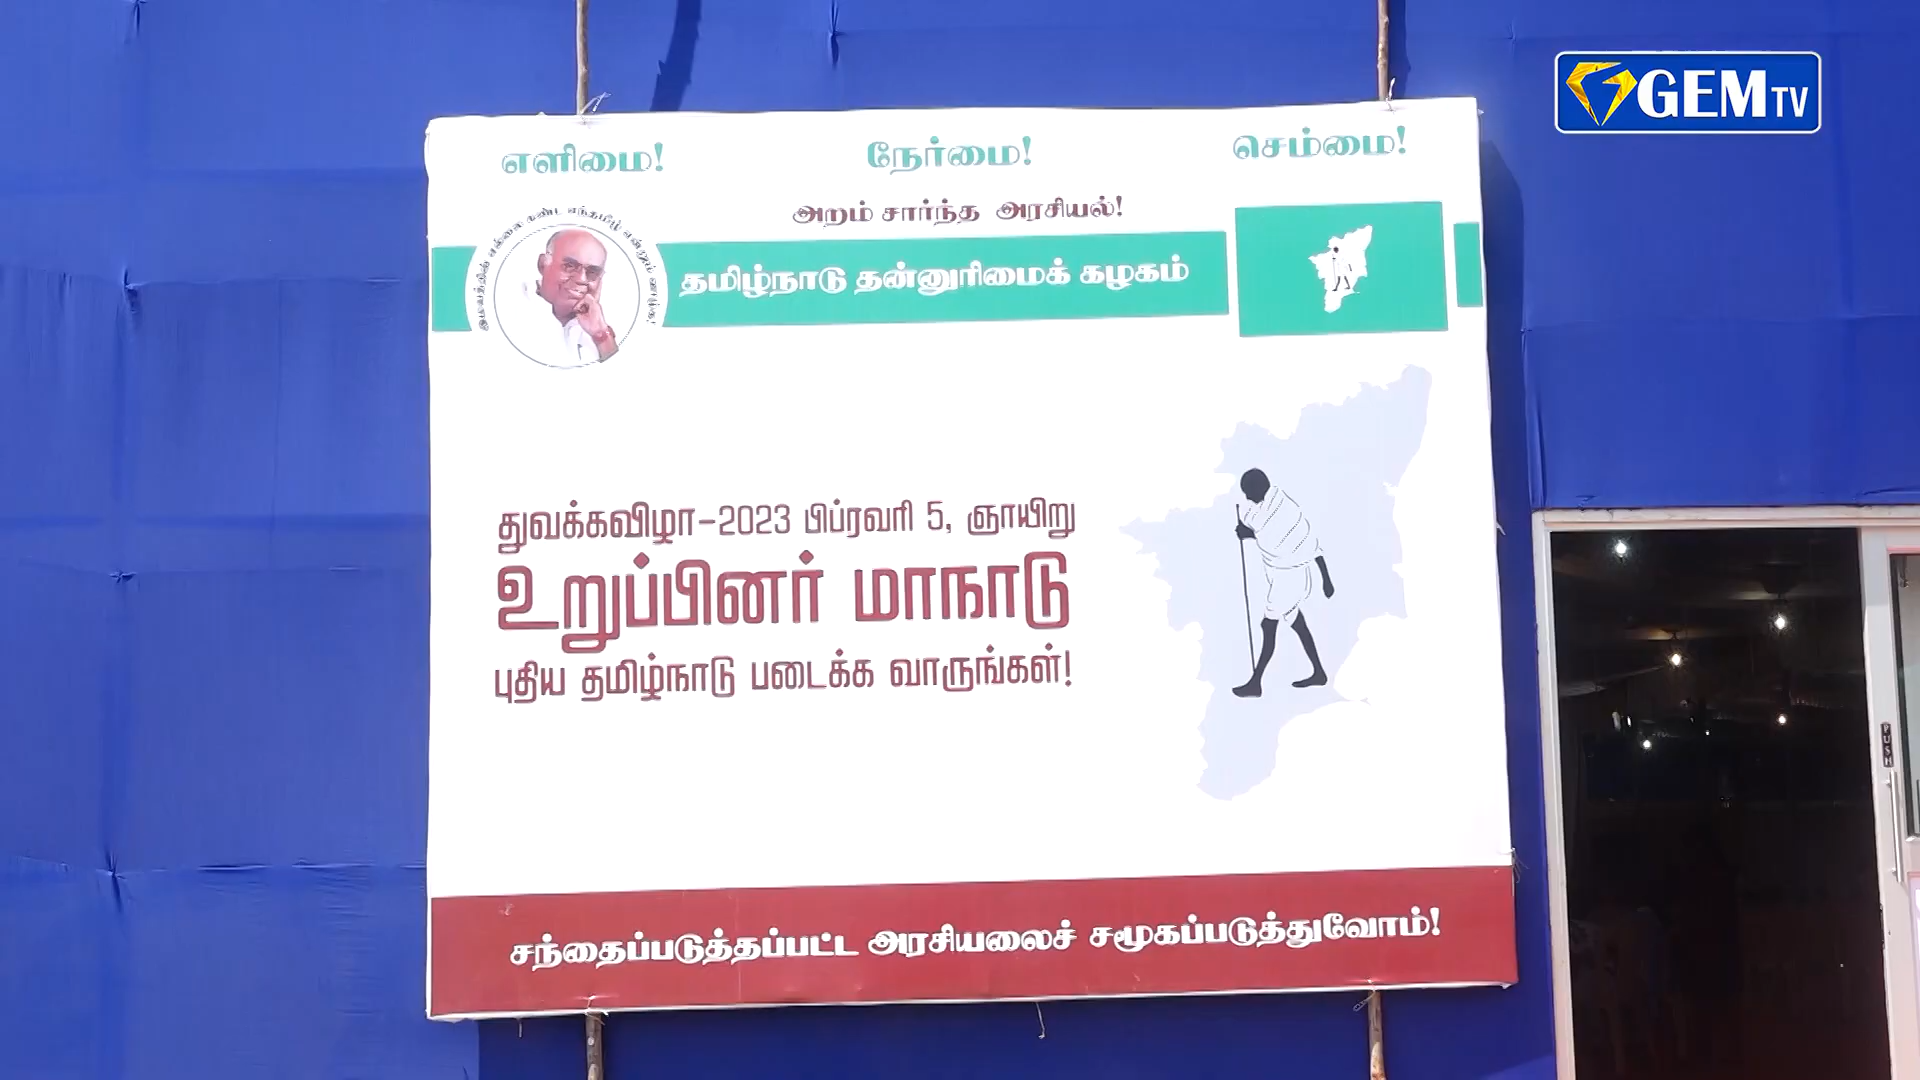 GEM TV
எளிமை! நேர்மை! செம்மை!
அறம் சார்ந்த அரசியல்!
தமிழ்நாடு தன்னுரிமைக் கழகம்
துவக்கவிழா-2023 பிப்ரவரி 5, ஞாயிறு
உறுப்பினர் மாநாடு
புதிய தமிழ்நாடு படைக்க வாருங்கள்!
சந்தைப்படுத்தப்பட்ட அரசியலைச் சமூகப்படுத்துவோம்!
PUSH